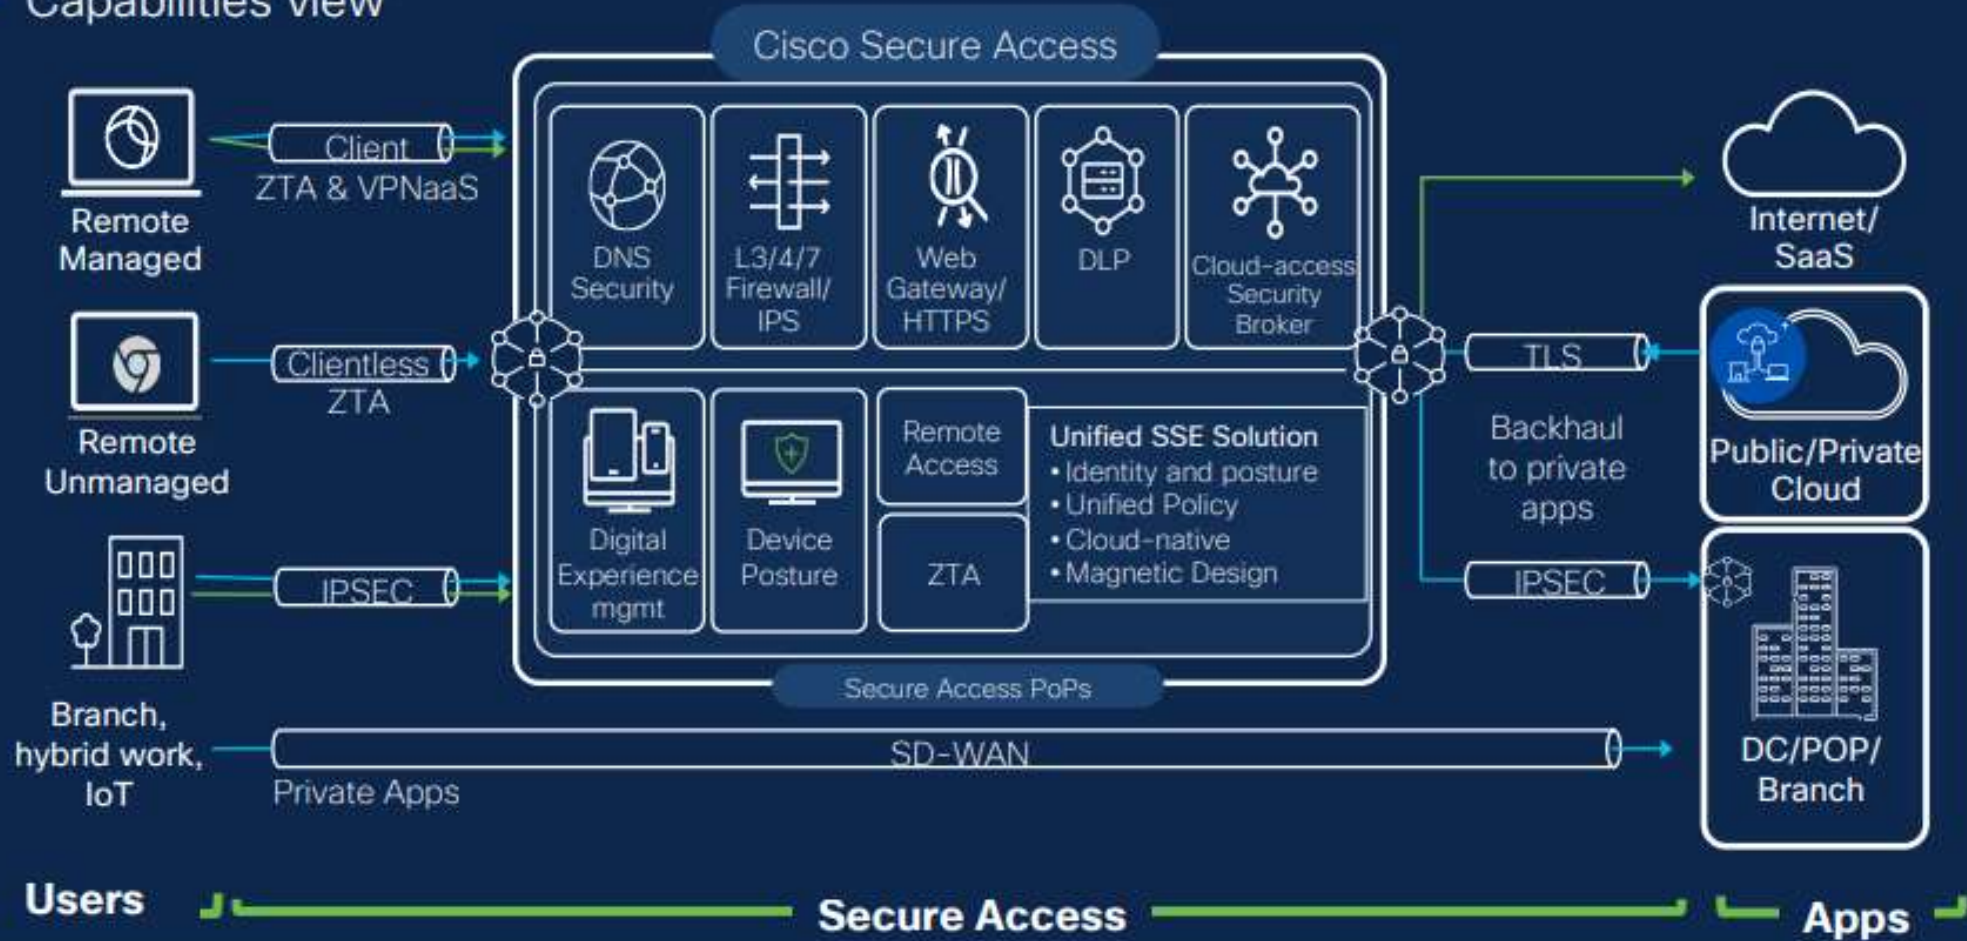 Capabilities view
Cisco Secure Access
Remote
Managed
Client
ZTA & VPNaaS
DNS
Security
L3/4/7
Firewall/
IPS
Web
Gateway/
HTTPS
DLP
Cloud-access
Security
Broker
Internet/
SaaS
Remote
Unmanaged
Clientless
ZTA
TLS
Backhaul
to private
apps
Public/Private
Cloud
Digital
Experience
mgmt
Device
Posture
Remote
Access
ZTA
Unified SSE Solution
• Identity and posture
• Unified Policy
• Cloud-native
• Magnetic Design
IPSEC
IPSEC
Secure Access PoPs
Branch,
hybrid work,
IoT
SD-WAN
Private Apps
DC/POP/
Branch
Users
Secure Access
Apps